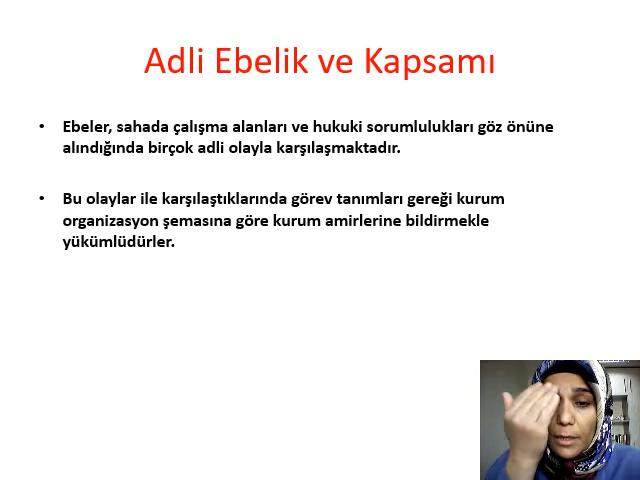 Adli Ebelik ve Kapsamı
• Ebeler, sahada çalışma alanları ve hukuki sorumlulukları göz önüne
alındığında birçok adli olayla karşılaşmaktadır.
• Bu olaylar ile karşılaştıklarında görev tanımları gereği kurum
organizasyon şemasına göre kurum amirlerine bildirmekle
yükümlüdürler.